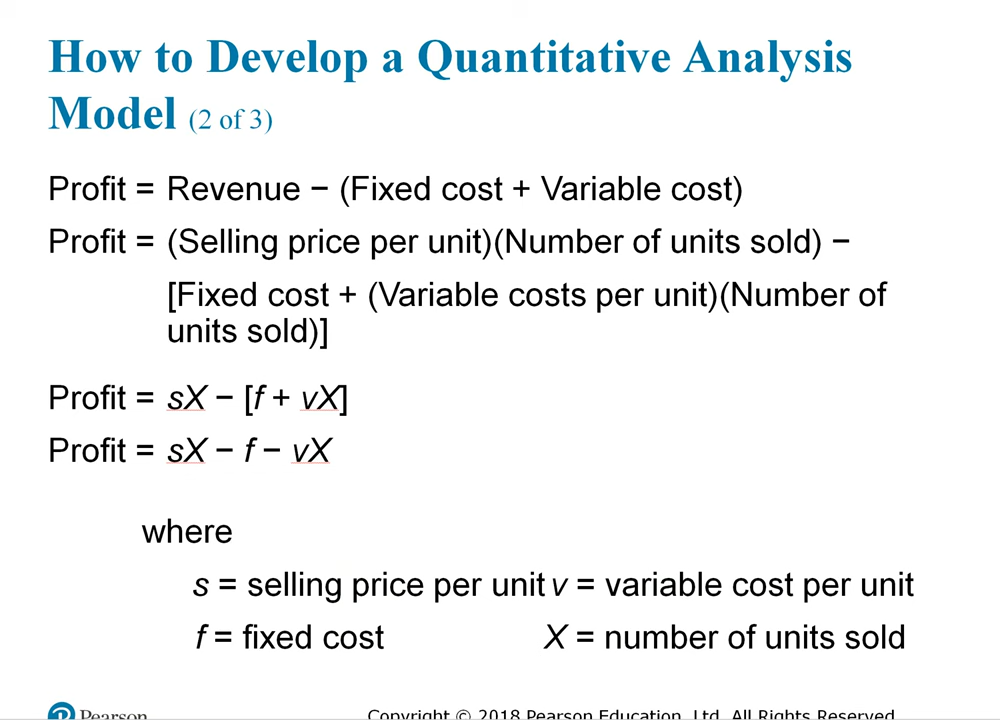 How to Develop a Quantitative Analysis
Model (2 of 3)
Profit = Revenue − (Fixed cost + Variable cost)
Profit = (Selling price per unit)(Number of units sold) −
[Fixed cost + (Variable costs per unit)(Number of
units sold)]
Profit = sX − [f + vX]
Profit = sX − f − vX
where
s = selling price per unit v = variable cost per unit
f = fixed cost X = number of units sold
Pearson Copyright © 2018 Pearson Education, Ltd. All Rights Reserved